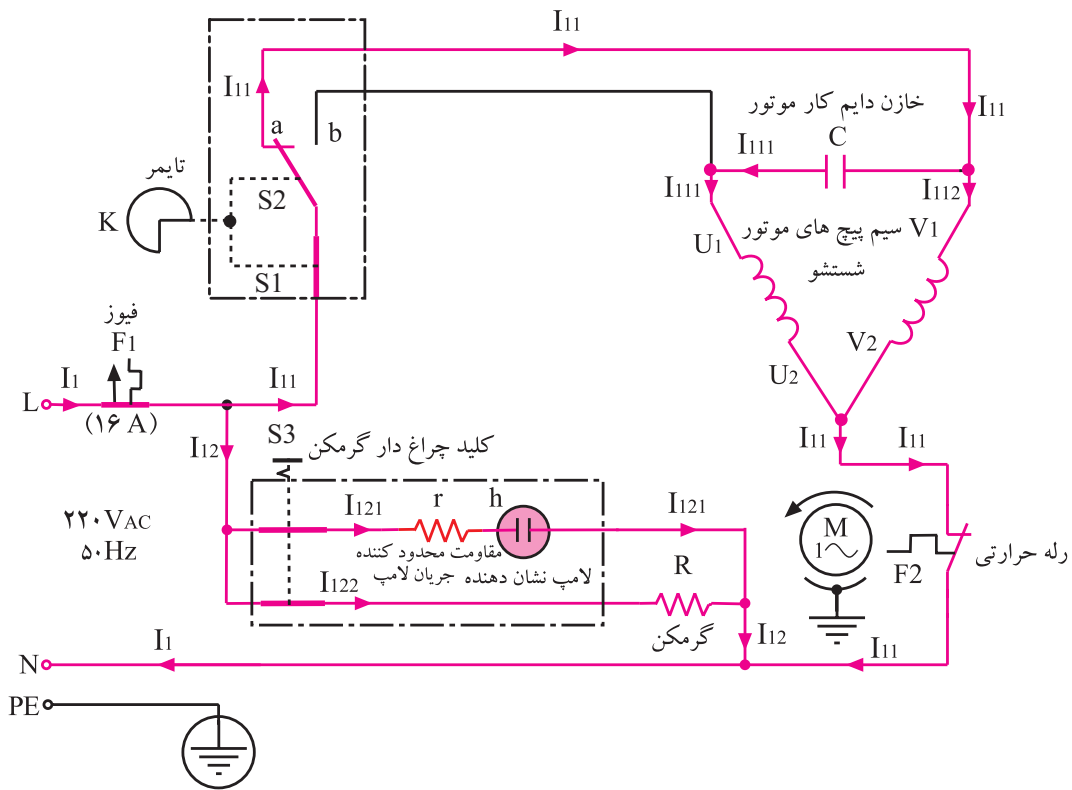 I11
I11
a
b
خازن دایم کار موتور
C
I11
I111
تایمر
K
S2
I111
I112
U1
سیم پیچ های موتور
شستشو
V1
S1
فیوز
F1
U2
V2
L
I1
(۱۶ A)
I11
I11
I11
I12
S3
کلید چراغ دار گرمکن
۲۲۰VAC
۵۰Hz
I121
r
h
I121
مقاومت محدود کننده
جریان لامپ
لامپ نشان دهنده
I122
R
گرمکن
M
1
F2
رله حرارتی
I12
N
I1
I11
PE